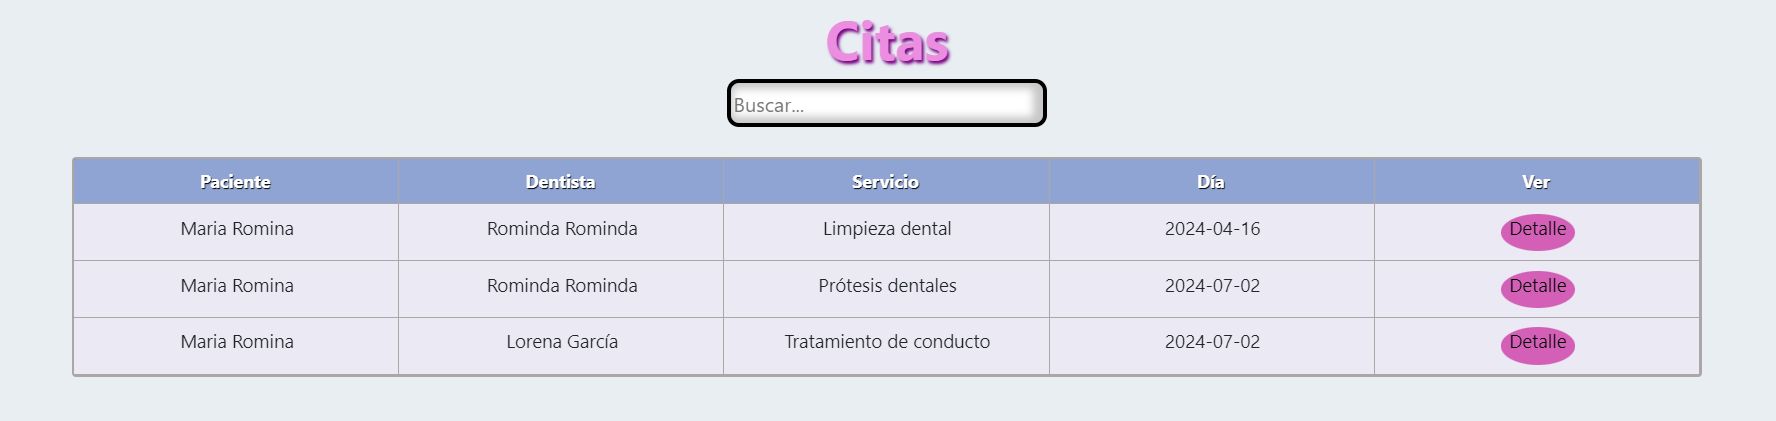 Citas
Buscar...
Paciente Dentista Servicio Día Ver
Maria Romina Rominda Rominda Limpieza dental 2024-04-16 Detalle
Maria Romina Rominda Rominda Prótesis dentales 2024-07-02 Detalle
Maria Romina Lorena García Tratamiento de conducto 2024-07-02 Detalle